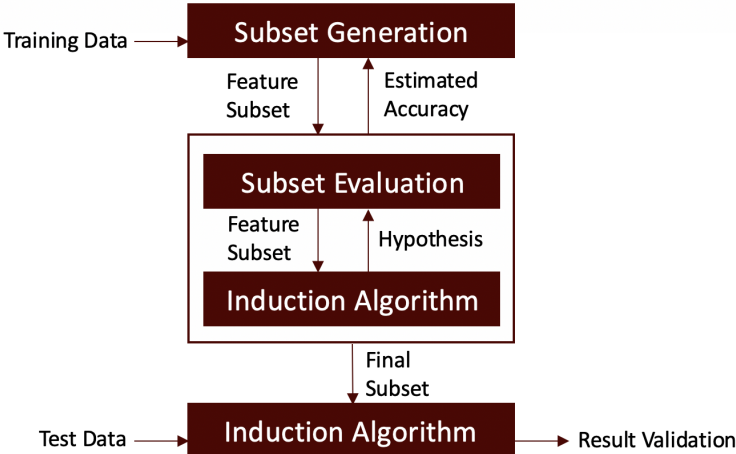 Subset Generation
Training Data
Feature
Subset
Estimated
Accuracy
Subset Evaluation
Feature
Subset
Hypothesis
Induction Algorithm
Final
Subset
Test Data
Induction Algorithm
Result Validation